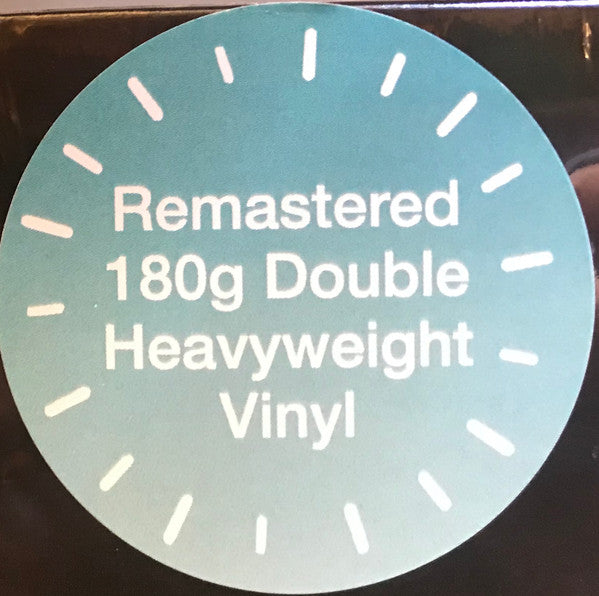 Remastered
180g Double
Heavyweight
Vinyl